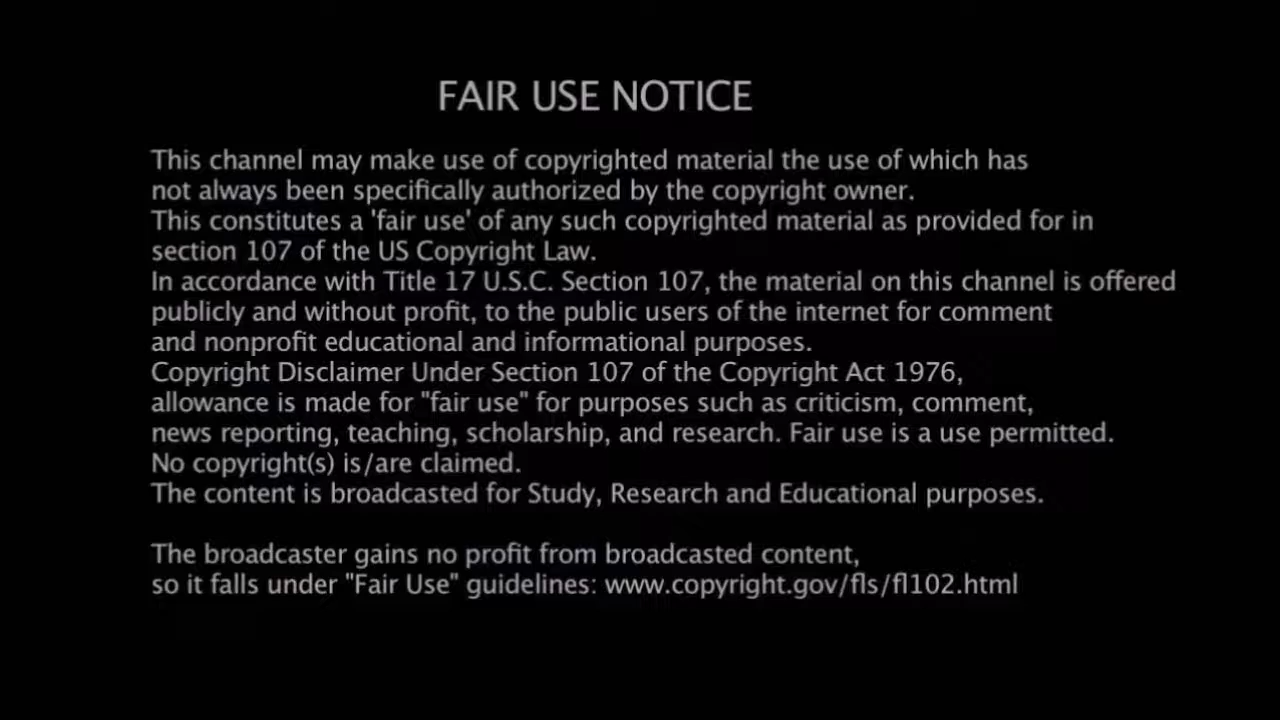 FAIR USE NOTICE
This channel may make use of copyrighted material the use of which has
not always been specifically authorized by the copyright owner.
This constitutes a 'fair use' of any such copyrighted material as provided for in
section 107 of the US Copyright Law.
In accordance with Title 17 U.S.C. Section 107, the material on this channel is offered
publicly and without profit, to the public users of the internet for comment
and nonprofit educational and informational purposes.
Copyright Disclaimer Under Section 107 of the Copyright Act 1976,
allowance is made for "fair use" for purposes such as criticism, comment,
news reporting, teaching, scholarship, and research. Fair use is a use permitted.
No copyright(s) is/are claimed.
The content is broadcasted for Study, Research and Educational purposes.
The broadcaster gains no profit from broadcasted content,
so it falls under "Fair Use" guidelines: www.copyright.gov/fls/fl102.html